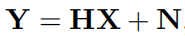 Y = HX + N.